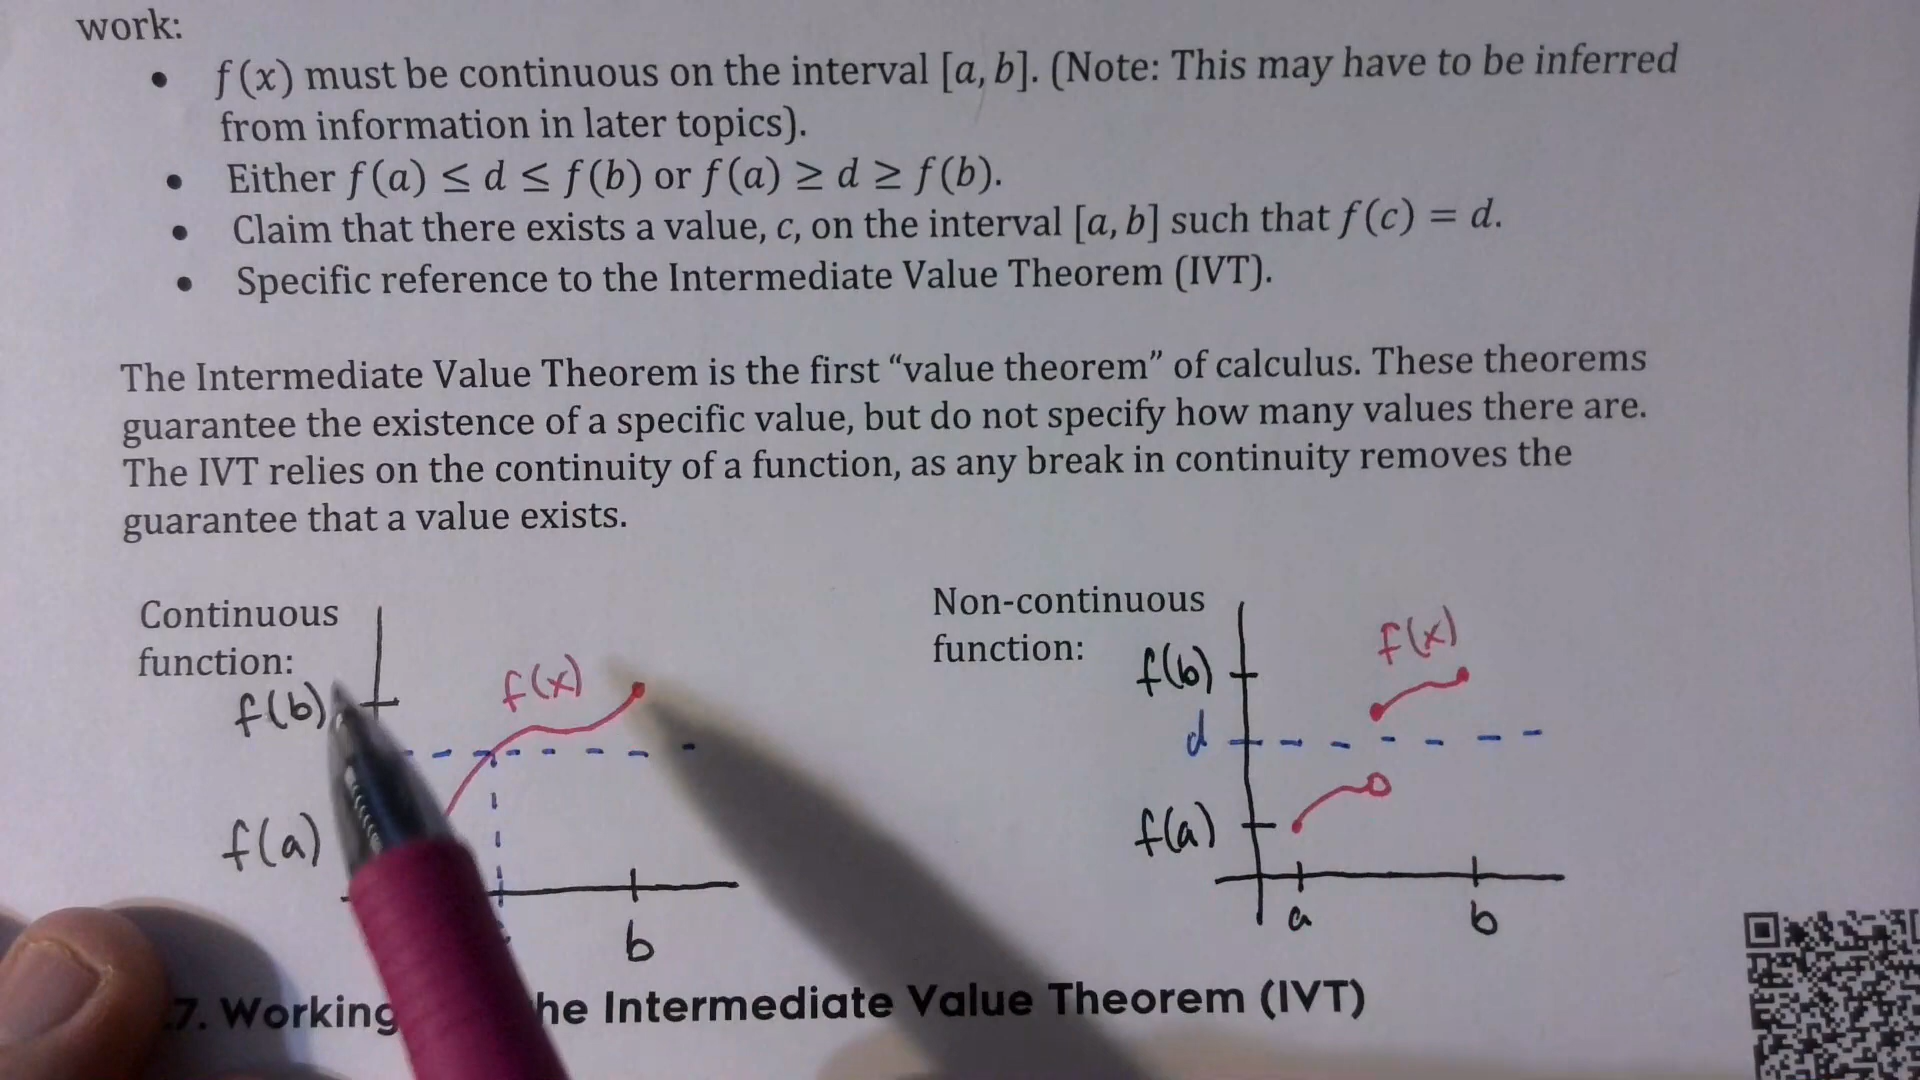 work:
• f(x) must be continuous on the interval [a, b]. (Note: This may have to be inferred
from information in later topics).
• Either f(a) ≤ d ≤ f(b) or f(a) ≥ d ≥ f(b).
• Claim that there exists a value, c, on the interval [a, b] such that f(c) = d.
• Specific reference to the Intermediate Value Theorem (IVT).
The Intermediate Value Theorem is the first “value theorem” of calculus. These theorems
guarantee the existence of a specific value, but do not specify how many values there are.
The IVT relies on the continuity of a function, as any break in continuity removes the
guarantee that a value exists.
Continuous
function:
f(b)
f(x)
f(a)
b
Non-continuous
function:
f(b)
f(x)
d
f(a)
a
b
7. Working he Intermediate Value Theorem (IVT)